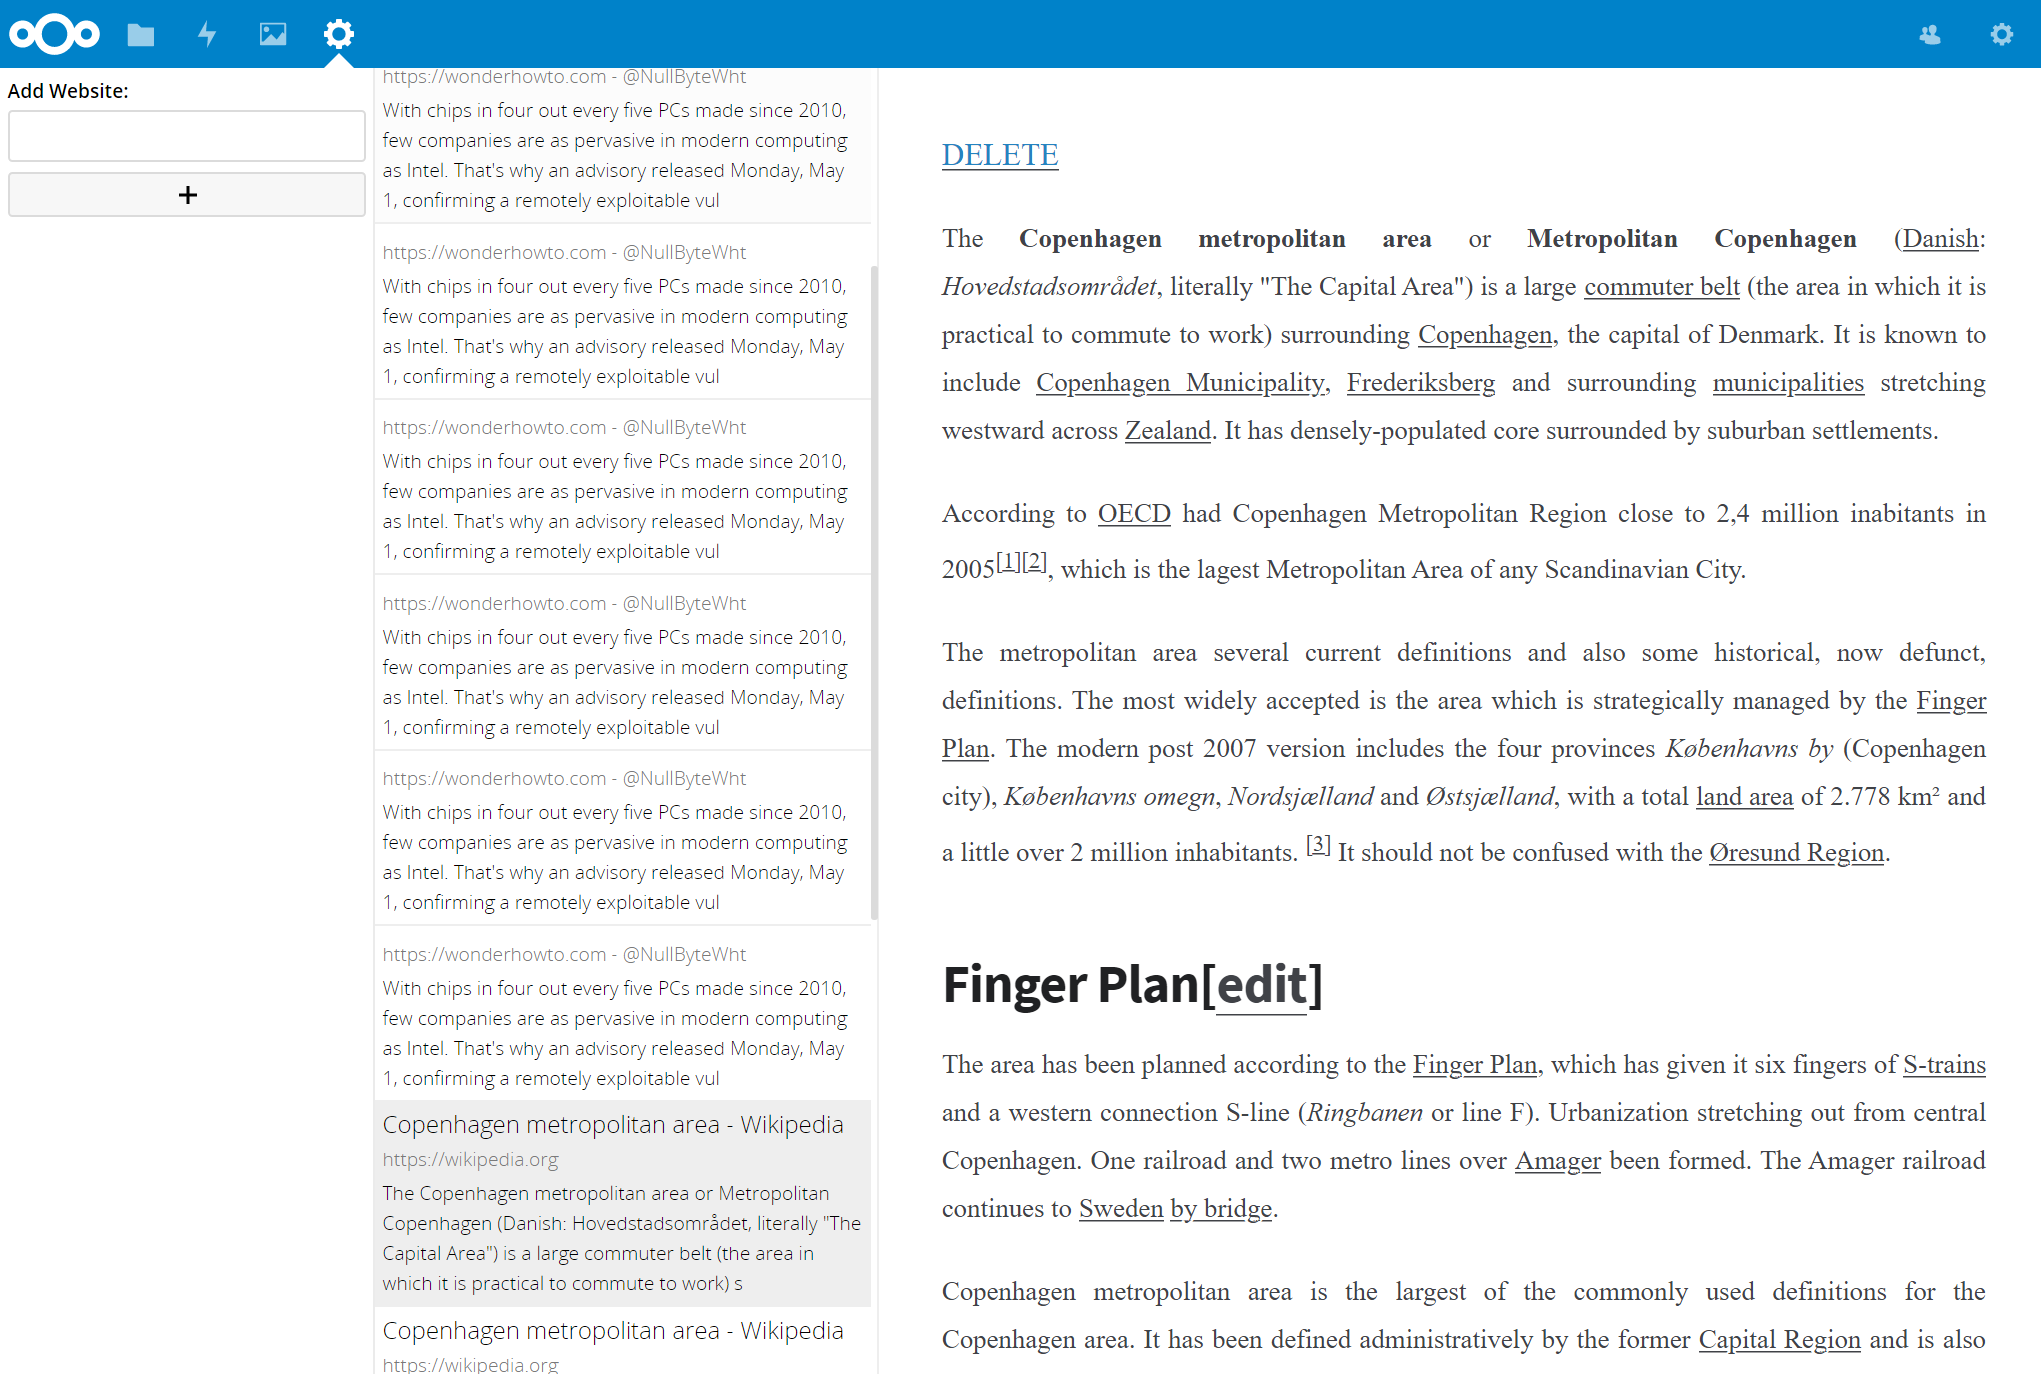 Add Website:
+
https://wonderhowto.com - @NullByteWht
With chips in four out every five PCs made since 2010,
few companies are as pervasive in modern computing
as Intel. That's why an advisory released Monday, May
1, confirming a remotely exploitable vul
https://wonderhowto.com - @NullByteWht
With chips in four out every five PCs made since 2010,
few companies are as pervasive in modern computing
as Intel. That's why an advisory released Monday, May
1, confirming a remotely exploitable vul
https://wonderhowto.com - @NullByteWht
With chips in four out every five PCs made since 2010,
few companies are as pervasive in modern computing
as Intel. That's why an advisory released Monday, May
1, confirming a remotely exploitable vul
https://wonderhowto.com - @NullByteWht
With chips in four out every five PCs made since 2010,
few companies are as pervasive in modern computing
as Intel. That's why an advisory released Monday, May
1, confirming a remotely exploitable vul
https://wonderhowto.com - @NullByteWht
With chips in four out every five PCs made since 2010,
few companies are as pervasive in modern computing
as Intel. That's why an advisory released Monday, May
1, confirming a remotely exploitable vul
https://wonderhowto.com - @NullByteWht
With chips in four out every five PCs made since 2010,
few companies are as pervasive in modern computing
as Intel. That's why an advisory released Monday, May
1, confirming a remotely exploitable vul
Copenhagen metropolitan area - Wikipedia
https://wikipedia.org
The Copenhagen metropolitan area or Metropolitan
Copenhagen (Danish: Hovedstadsområdet, literally "The
Capital Area") is a large commuter belt (the area in
which it is practical to commute to work) s
Copenhagen metropolitan area - Wikipedia
https://wikipedia.org
DELETE
The Copenhagen metropolitan area or Metropolitan Copenhagen (Danish:
Hovedstadsområdet, literally "The Capital Area") is a large commuter belt (the area in which it is
practical to commute to work) surrounding Copenhagen, the capital of Denmark. It is known to
include Copenhagen Municipality, Frederiksberg and surrounding municipalities stretching
westward across Zealand. It has densely-populated core surrounded by suburban settlements.
According to OECD had Copenhagen Metropolitan Region close to 2,4 million inabitants in
2005[1][2], which is the lagest Metropolitan Area of any Scandinavian City.
The metropolitan area several current definitions and also some historical, now defunct,
definitions. The most widely accepted is the area which is strategically managed by the Finger
Plan. The modern post 2007 version includes the four provinces Københavns by (Copenhagen
city), Københavns omegn, Nordsjælland and Østsjælland, with a total land area of 2.778 km² and
a little over 2 million inhabitants. [3] It should not be confused with the Øresund Region.
Finger Plan[edit]
The area has been planned according to the Finger Plan, which has given it six fingers of S-trains
and a western connection S-line (Ringbanen or line F). Urbanization stretching out from central
Copenhagen. One railroad and two metro lines over Amager been formed. The Amager railroad
continues to Sweden by bridge.
Copenhagen metropolitan area is the largest of the commonly used definitions for the
Copenhagen area. It has been defined administratively by the former Capital Region and is also